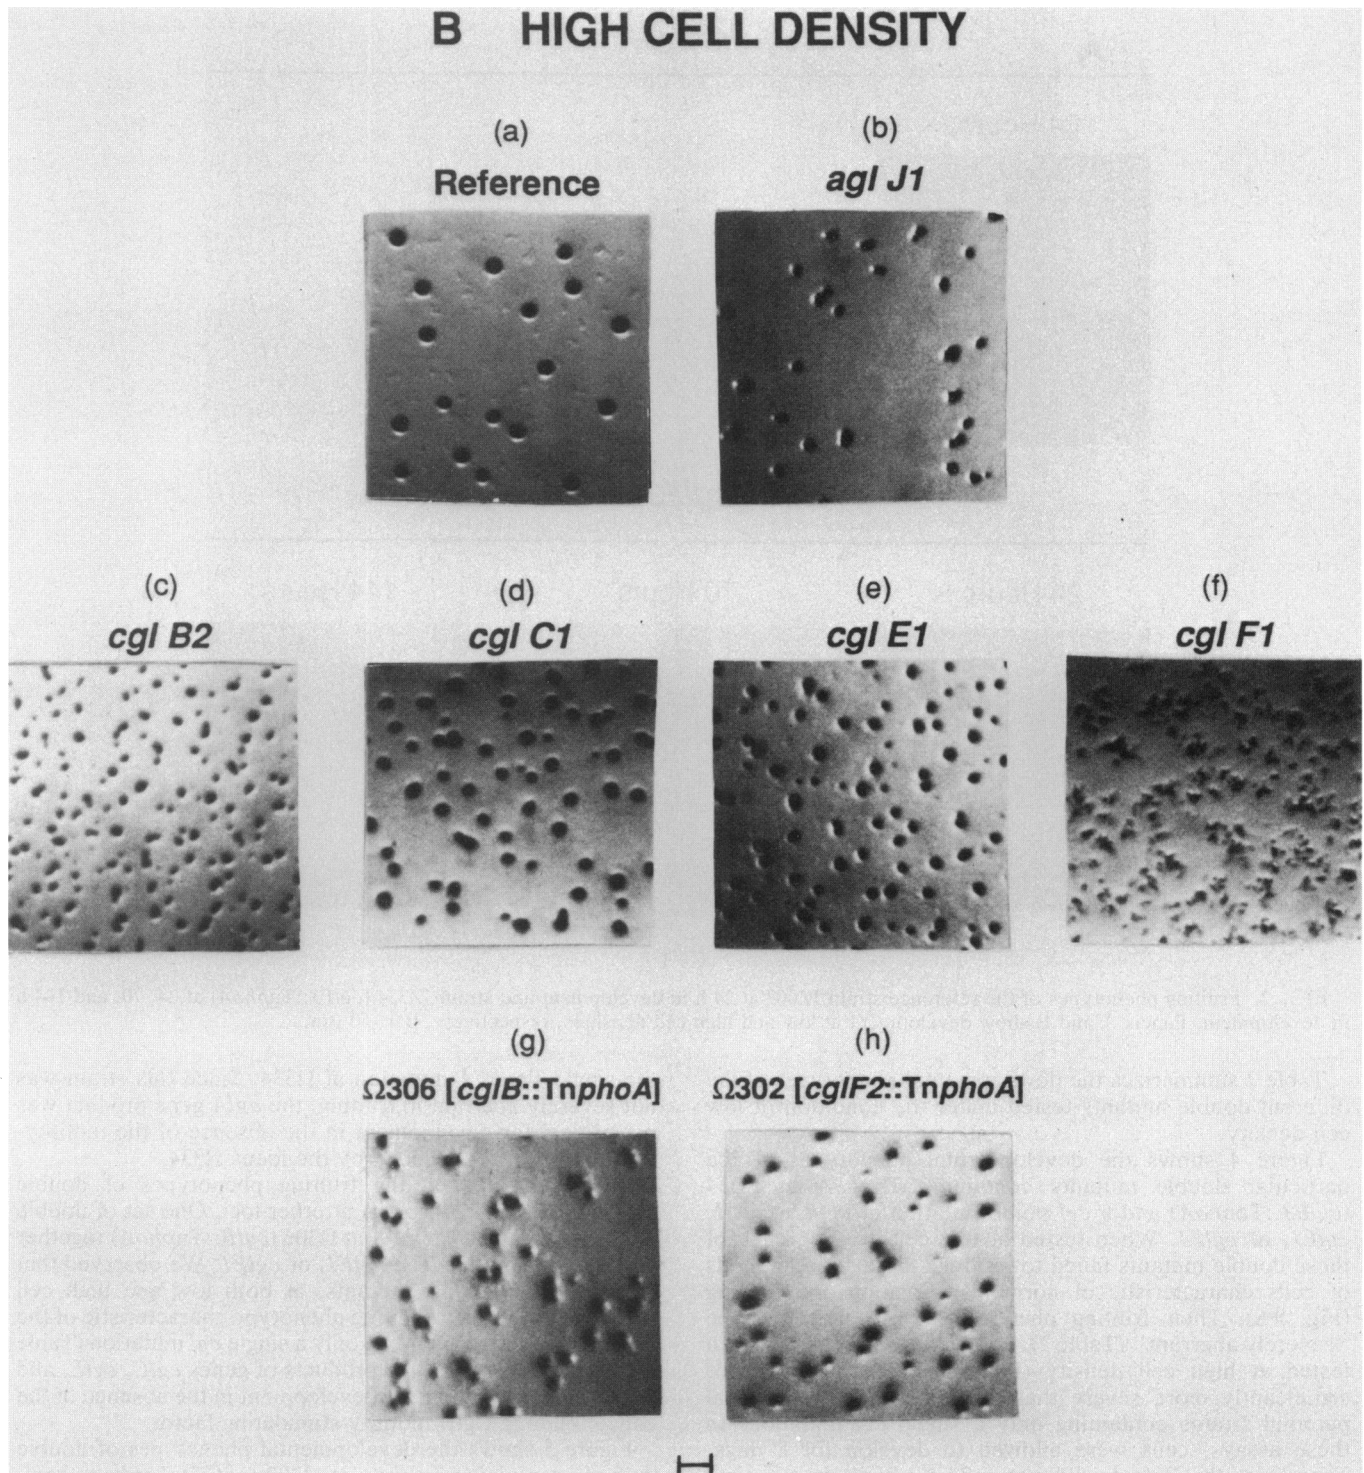 B HIGH CELL DENSITY
(a)
Reference
(b)
agl J1
(c)
cgl B2
(d)
cgl C1
(e)
cgl E1
(f)
cgl F1
(g)
Ω306 [cglB::TnphoA]
(h)
Ω302 [cglF2::TnphoA]